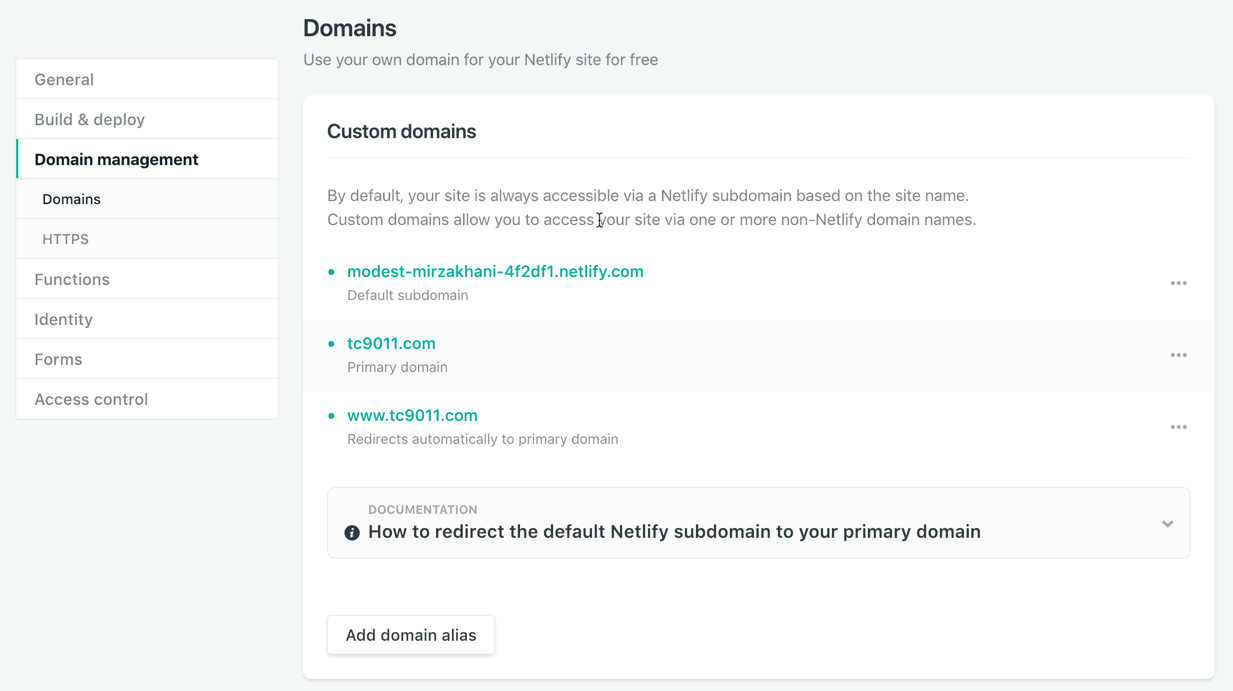 Domains
Use your own domain for your Netlify site for free
General
Build & deploy
Domain management
Domains
HTTPS
Functions
Identity
Forms
Access control
Custom domains
By default, your site is always accessible via a Netlify subdomain based on the site name.
Custom domains allow you to access your site via one or more non-Netlify domain names.
modest-mirzakhani-4f2df1.netlify.com
Default subdomain
tc9011.com
Primary domain
www.tc9011.com
Redirects automatically to primary domain
DOCUMENTATION
How to redirect the default Netlify subdomain to your primary domain
Add domain alias